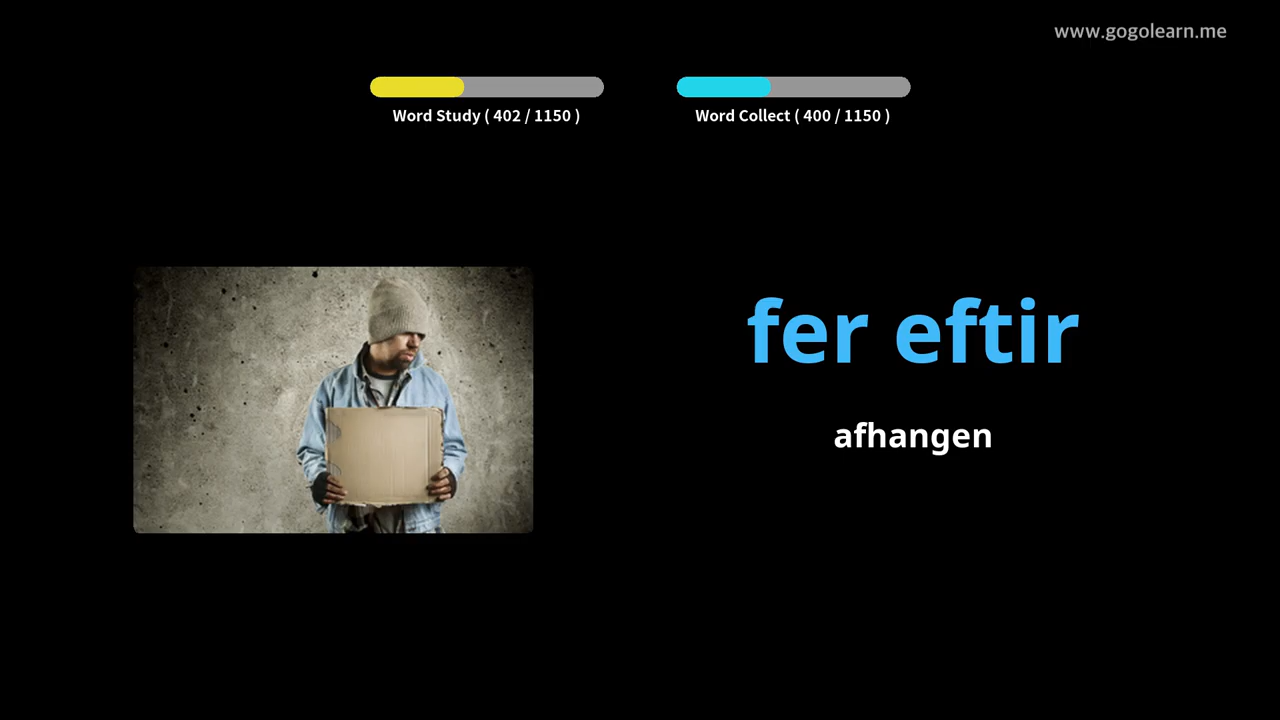 www.gogolearn.me
Word Study ( 402 / 1150 )
Word Collect ( 400 / 1150 )
fer eftir
afhangen